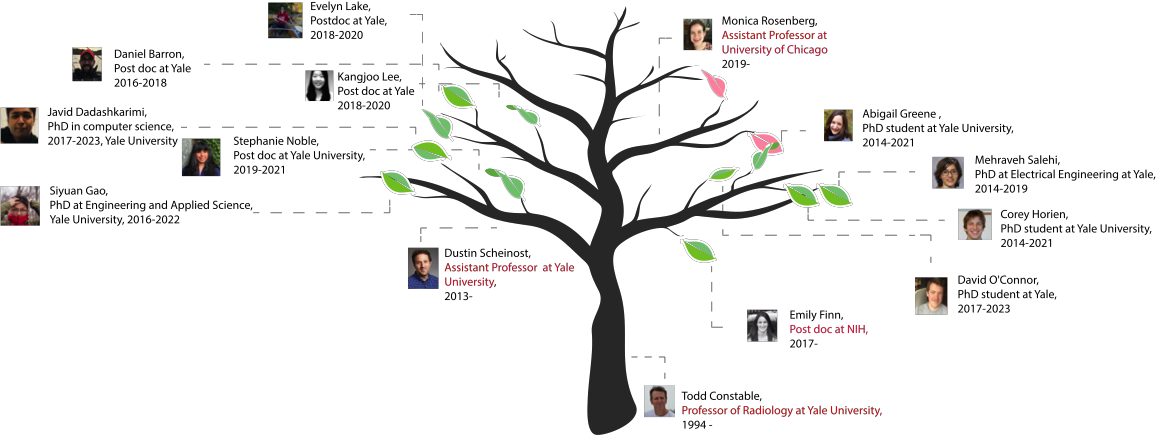 Evelyn Lake,
Postdoc at Yale,
2018-2020
Monica Rosenberg,
Assistant Professor at
University of Chicago
2019-
Daniel Barron,
Post doc at Yale
2016-2018
Kangjoo Lee,
Post doc at Yale
2018-2020
Javid Dadashkarimi,
PhD in computer science,
2017-2023, Yale University
Stephanie Noble,
Post doc at Yale University,
2019-2021
Abigail Greene ,
PhD student at Yale University,
2014-2021
Mehraveh Salehi,
PhD at Electrical Engineering at Yale,
2014-2019
Siyuan Gao,
PhD at Engineering and Applied Science,
Yale University, 2016-2022
Corey Horien,
PhD student at Yale University,
2014-2021
Dustin Scheinost,
Assistant Professor at Yale
University,
2013-
David O'Connor,
PhD student at Yale,
2017-2023
Emily Finn,
Post doc at NIH,
2017-
Todd Constable,
Professor of Radiology at Yale University,
1994 -